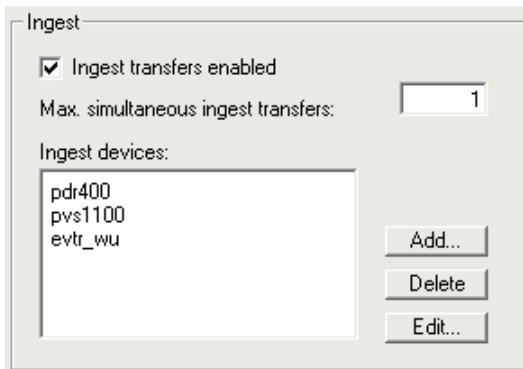 Ingest
Ingest transfers enabled
Max. simultaneous ingest transfers: 1
Ingest devices:
pdr400
pvs1100
evtr_wu
Add...
Delete
Edit...